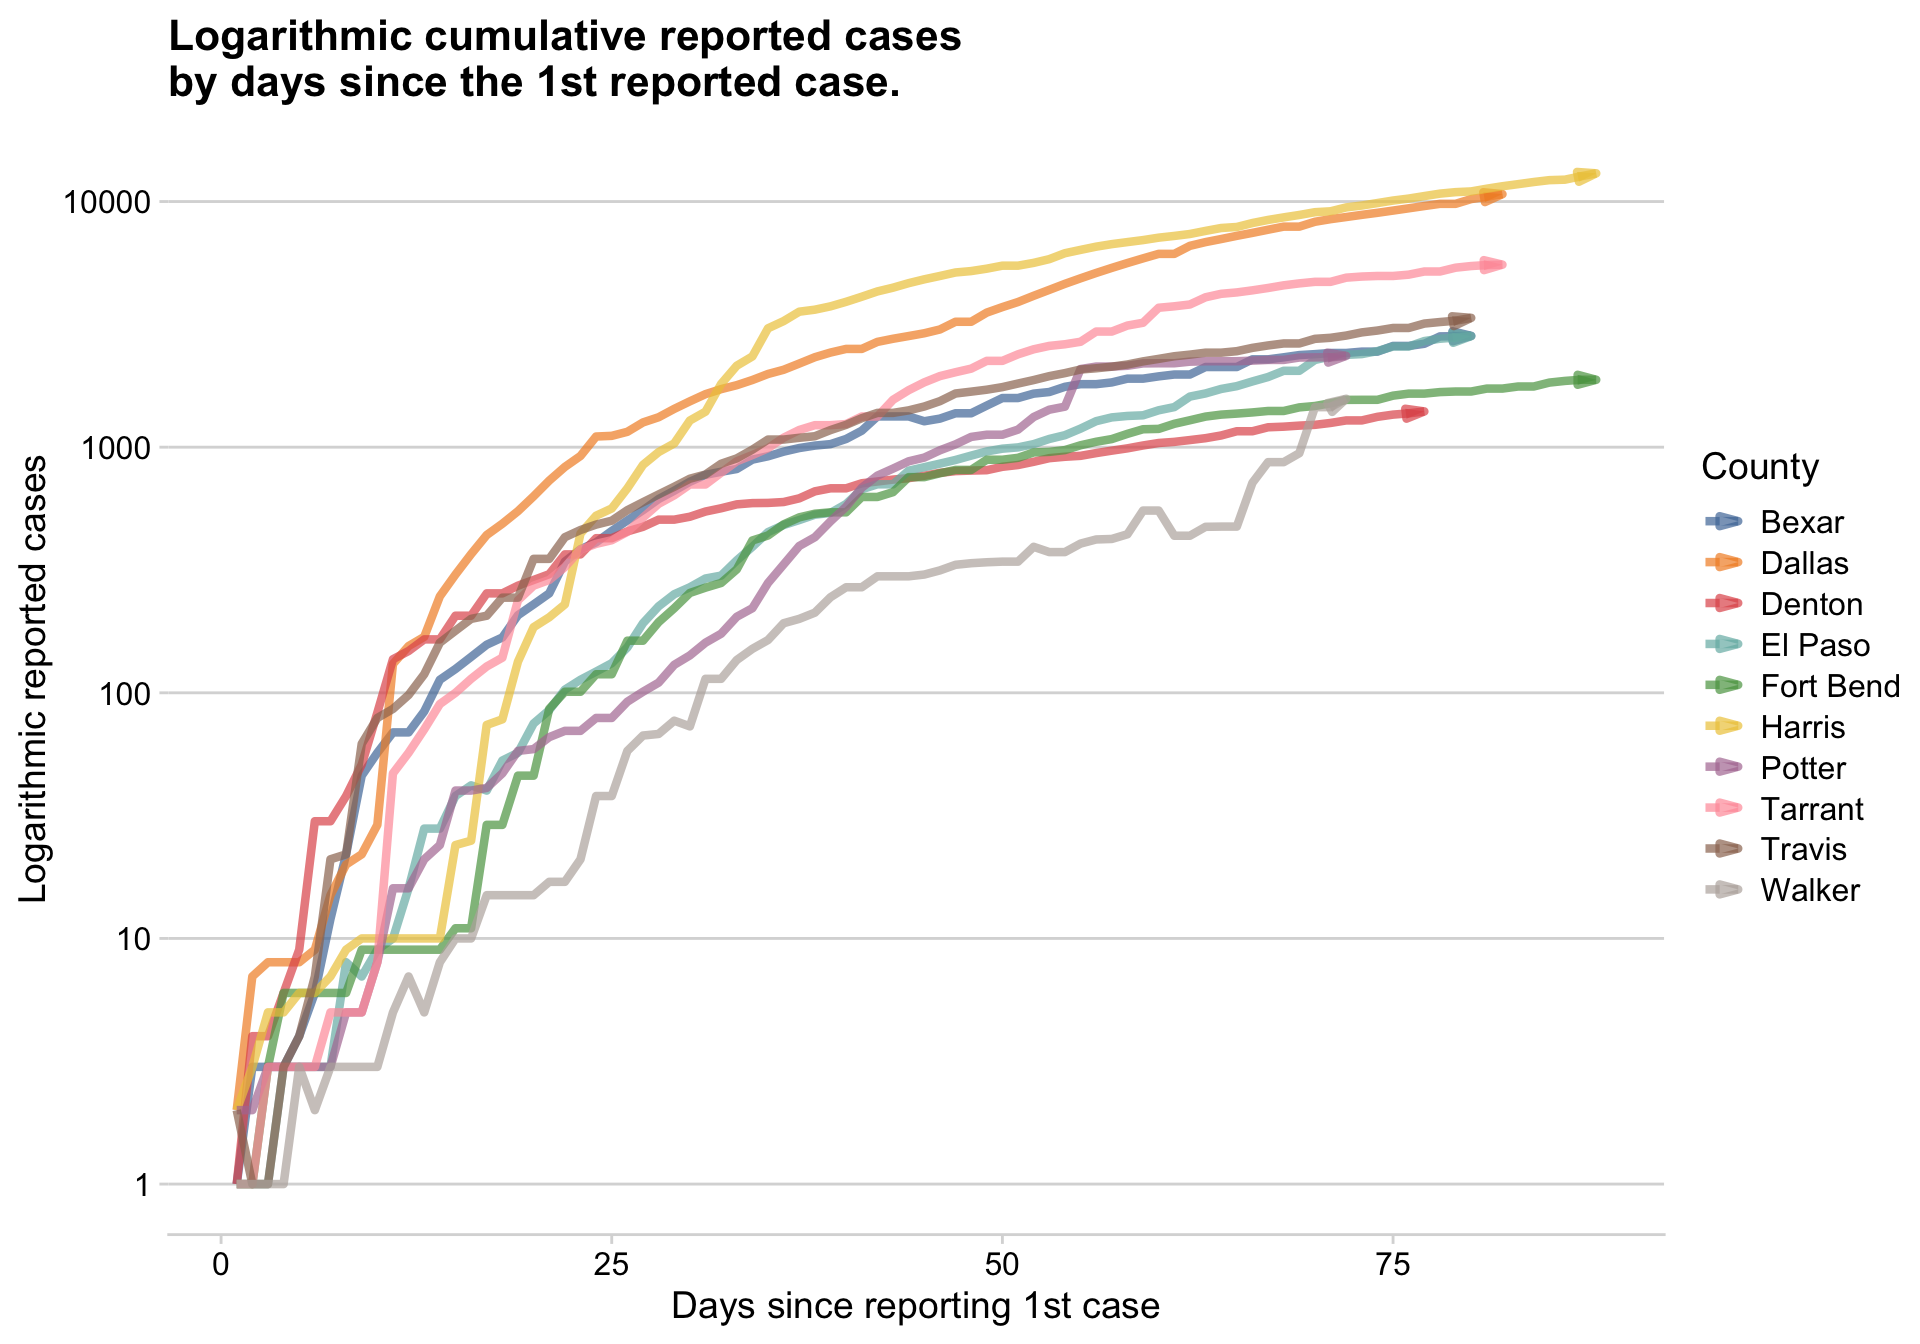 Logarithmic cumulative reported cases
by days since the 1st reported case.
Logarithmic reported cases
10000
1000
100
10
1
0
25
50
75
Days since reporting 1st case
County
Bexar
Dallas
Denton
El Paso
Fort Bend
Harris
Potter
Tarrant
Travis
Walker